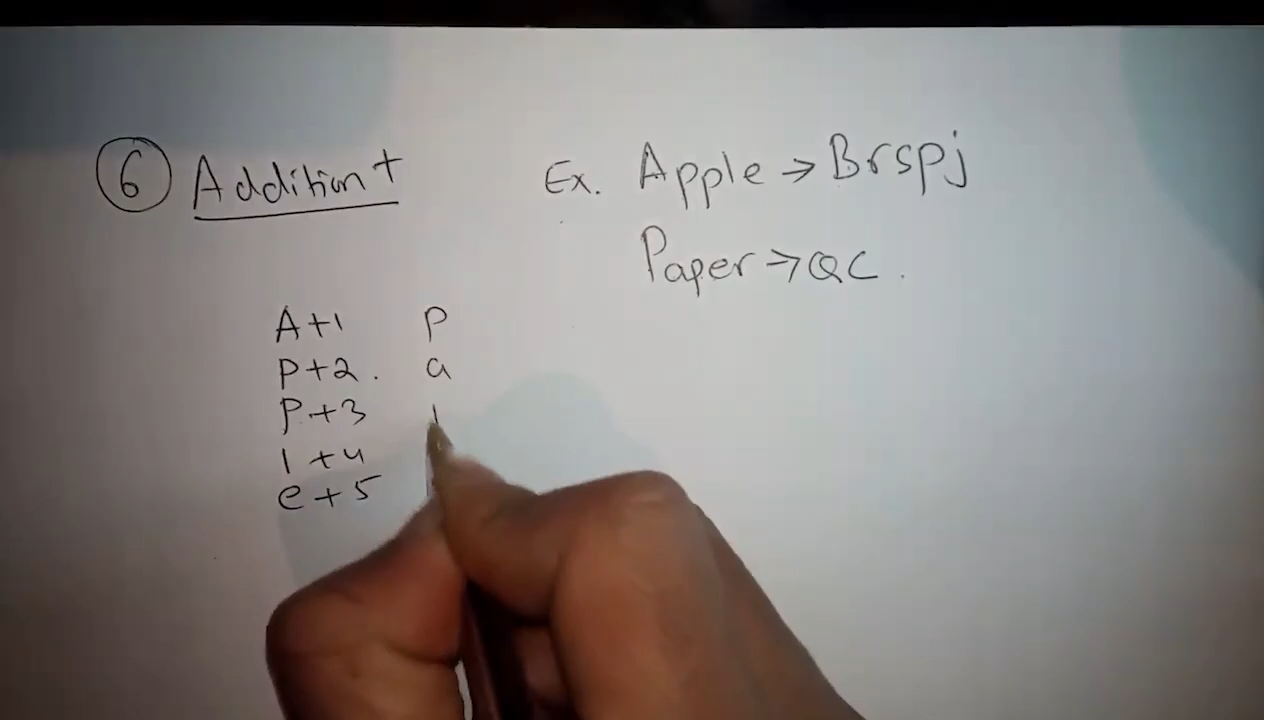 6 Addition+
Ex. Apple → Brspj
Paper → QC.
A+1 P
P+2. a
P+3
l+4
e+5